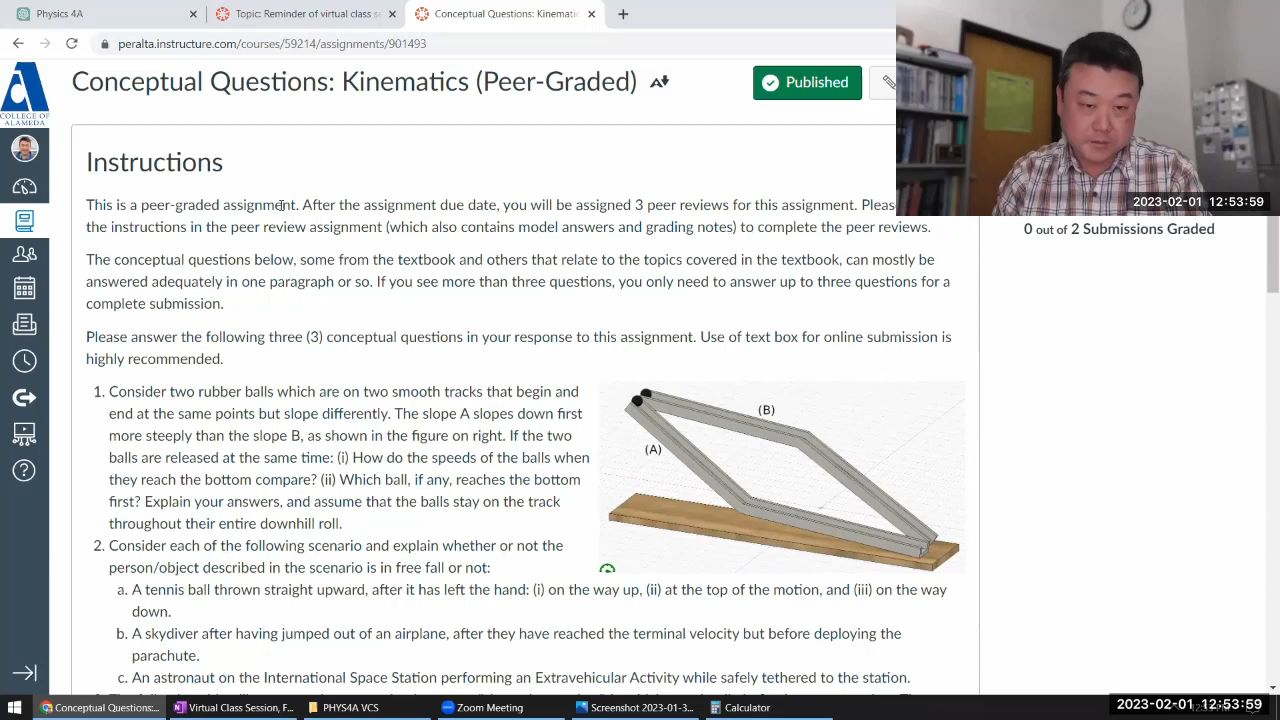 Physics 4A
Topic: Reminder of virtual class s
Conceptual Questions: Kinematic
peralta.instructure.com/courses/59214/assignments/901493
Conceptual Questions: Kinematics (Peer-Graded)
Published
COLLEGE OF
ALAMEDA
Instructions
This is a peer-graded assignment. After the assignment due date, you will be assigned 3 peer reviews for this assignment. Pleas
the instructions in the peer review assignment (which also contains model answers and grading notes) to complete the peer reviews.
2023-02-01 12:53:59
0 out of 2 Submissions Graded
The conceptual questions below, some from the textbook and others that relate to the topics covered in the textbook, can mostly be
answered adequately in one paragraph or so. If you see more than three questions, you only need to answer up to three questions for a
complete submission.
Please answer the following three (3) conceptual questions in your response to this assignment. Use of text box for online submission is
highly recommended.
1. Consider two rubber balls which are on two smooth tracks that begin and
end at the same points but slope differently. The slope A slopes down first
more steeply than the slope B, as shown in the figure on right. If the two
balls are released at the same time: (i) How do the speeds of the balls when
they reach the bottom compare? (ii) Which ball, if any, reaches the bottom
first? Explain your answers, and assume that the balls stay on the track
throughout their entire downhill roll.
(B)
(A)
2. Consider each of the following scenario and explain whether or not the
person/object described in the scenario is in free fall or not:
a. A tennis ball thrown straight upward, after it has left the hand: (i) on the way up, (ii) at the top of the motion, and (iii) on the way
down.
b. A skydiver after having jumped out of an airplane, after they have reached the terminal velocity but before deploying the
parachute.
c. An astronaut on the International Space Station performing an Extravehicular Activity while safely tethered to the station.
Conceptual Questions:...
Virtual Class Session, F...
PHYS4A VCS
Zoom Meeting
Screenshot 2023-01-3...
Calculator
2023-02-01 12:53:59